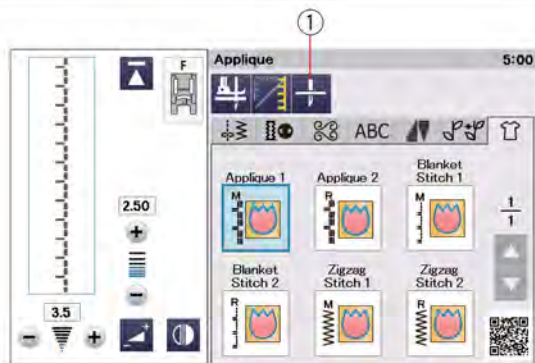 1
F
Applique
5:00
ABC
2.50
3.5
Applique 1
M
Applique 2
R
Blanket
Stitch 1
M
1
1
Blanket
Stitch 2
R
Zigzag
Stitch 1
M
Zigzag
Stitch 2
R